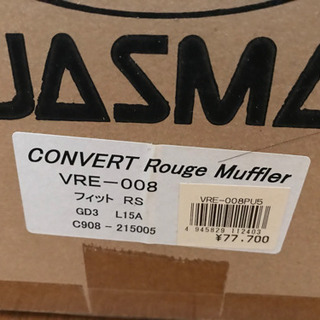 JASMA
CONVERT Rouge Muffler
VRE-008
フィット RS
GD3 L15A
C908-215005
VRE-008PU5
4 945829 112403
¥77,700